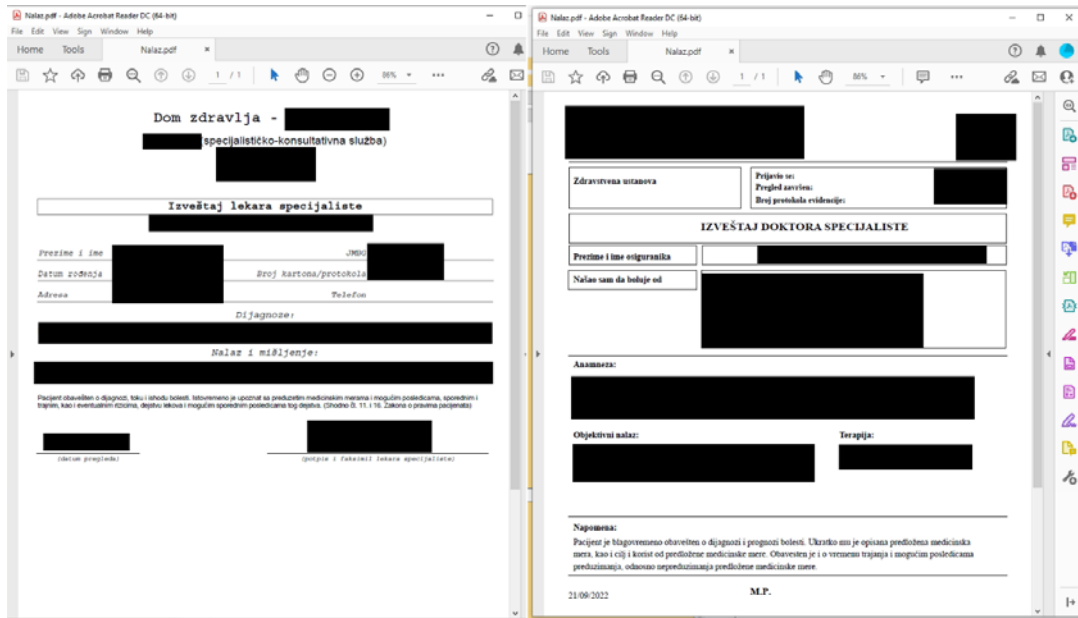 Nalaz.pdf - Adobe Acrobat Reader DC (64-bit)
File Edit View Sign Window Help
Home Tools Nalaz.pdf ×
1 / 1 86%
Dom zdravlja -
(specijalističko-konsultativna služba)
Izveštaj lekara specijaliste
Prezime i ime JMBG
Datum rođenja Broj kartona/protokola
Adresa Telefon
Dijagnoze:
Nalaz i mišljenje:
Pacijent obavešten o dijagnozi, toku i ishodu bolesti. Istovremeno je upoznat sa preduzetim medicinskim merama i mogućim posledicama, sporednim i
trajnim, kao i eventualnim rizicima, dejstvu lekova i mogućim sporednim posledicama tog dejstva. (Shodno čl. 11. i 16. Zakona o pravima pacijenata)
(datum pregleda) (potpis i faksimil lekara specijaliste)
Nalaz.pdf - Adobe Acrobat Reader DC (64-bit)
File Edit View Sign Window Help
Home Tools Nalaz.pdf ×
1 / 1 86%
Zdravstvena ustanova
Prijavio se:
Pregled završen:
Broj protokola evidencije:
IZVEŠTAJ DOKTORA SPECIJALISTE
Prezime i ime osiguranika
Našao sam da boluje od
Anamneza:
Objektivni nalaz: Terapija:
Napomena:
Pacijent je blagovremeno obavešten o dijagnozi i prognozi bolesti. Ukratko mu je opisana predložena medicinska
mera, kao i cilj i korist od predložene medicinske mere. Obavesten je i o vremenu trajanja i mogućim posledicama
preduzimanja, odnosno nepreduzimanja predložene medicinske mere.
21/09/2022 M.P.